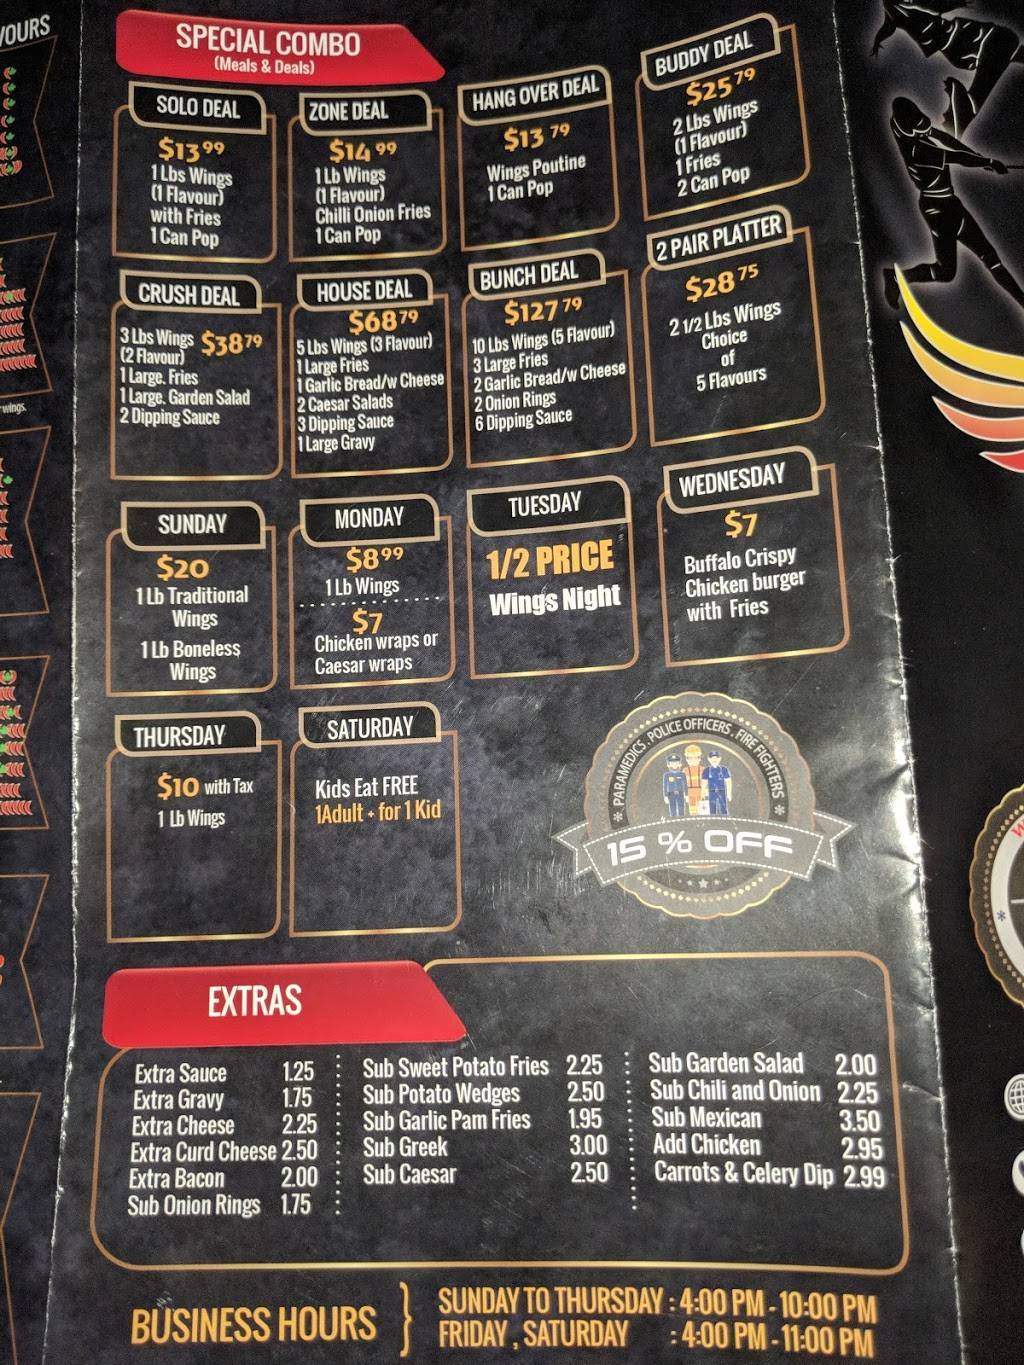 VOURS
SPECIAL COMBO
(Meals & Deals)
SOLO DEAL
$13 99
1 Lbs Wings
(1 Flavour)
with Fries
1 Can Pop
ZONE DEAL
$14 99
1 Lb Wings
(1 Flavour)
Chilli Onion Fries
1 Can Pop
HANG OVER DEAL
$13 79
Wings Poutine
1 Can Pop
BUDDY DEAL
$25 79
2 Lbs Wings
(1 Flavour)
1 Fries
2 Can Pop
CRUSH DEAL
3 Lbs Wings $38 79
(2 Flavour)
1 Large. Fries
1 Large. Garden Salad
2 Dipping Sauce
HOUSE DEAL
$68 79
5 Lbs Wings (3 Flavour)
1 Large Fries
1 Garlic Bread/w Cheese
2 Caesar Salads
3 Dipping Sauce
1 Large Gravy
BUNCH DEAL
$127 79
10 Lbs Wings (5 Flavour)
3 Large Fries
2 Garlic Bread/w Cheese
2 Onion Rings
6 Dipping Sauce
2 PAIR PLATTER
$28 75
2 1/2 Lbs Wings
Choice
of
5 Flavours
wings.
SUNDAY
$20
1 Lb Traditional
Wings
1 Lb Boneless
Wings
MONDAY
$8 99
1 Lb Wings
$7
Chicken wraps or
Caesar wraps
TUESDAY
1/2 PRICE
Wings Night
WEDNESDAY
$7
Buffalo Crispy
Chicken burger
with Fries
THURSDAY
$10 with Tax
1 Lb Wings
SATURDAY
Kids Eat FREE
1Adult + for 1 Kid
PARAMEDICS . POLICE OFFICERS . FIRE FIGHTERS
15 % OFF
EXTRAS
Extra Sauce 1.25
Extra Gravy 1.75
Extra Cheese 2.25
Extra Curd Cheese 2.50
Extra Bacon 2.00
Sub Onion Rings 1.75
Sub Sweet Potato Fries 2.25
Sub Potato Wedges 2.50
Sub Garlic Pam Fries 1.95
Sub Greek 3.00
Sub Caesar 2.50
Sub Garden Salad 2.00
Sub Chili and Onion 2.25
Sub Mexican 3.50
Add Chicken 2.95
Carrots & Celery Dip 2.99
BUSINESS HOURS
SUNDAY TO THURSDAY : 4:00 PM - 10:00 PM
FRIDAY , SATURDAY : 4:00 PM - 11:00 PM